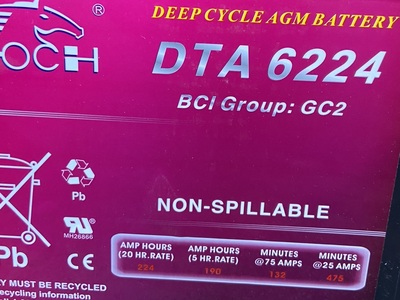 DEEP CYCLE AGM BATTERY
OCH ®
DTA 6224
BCI Group: GC2
Pb
NON-SPILLABLE
MH26866
Pb
AMP HOURS (20 HR.RATE) 224
AMP HOURS (5 HR.RATE) 190
MINUTES @75 AMPS 132
MINUTES @25 AMPS 475
Y MUST BE RECYCLED
ecycling information